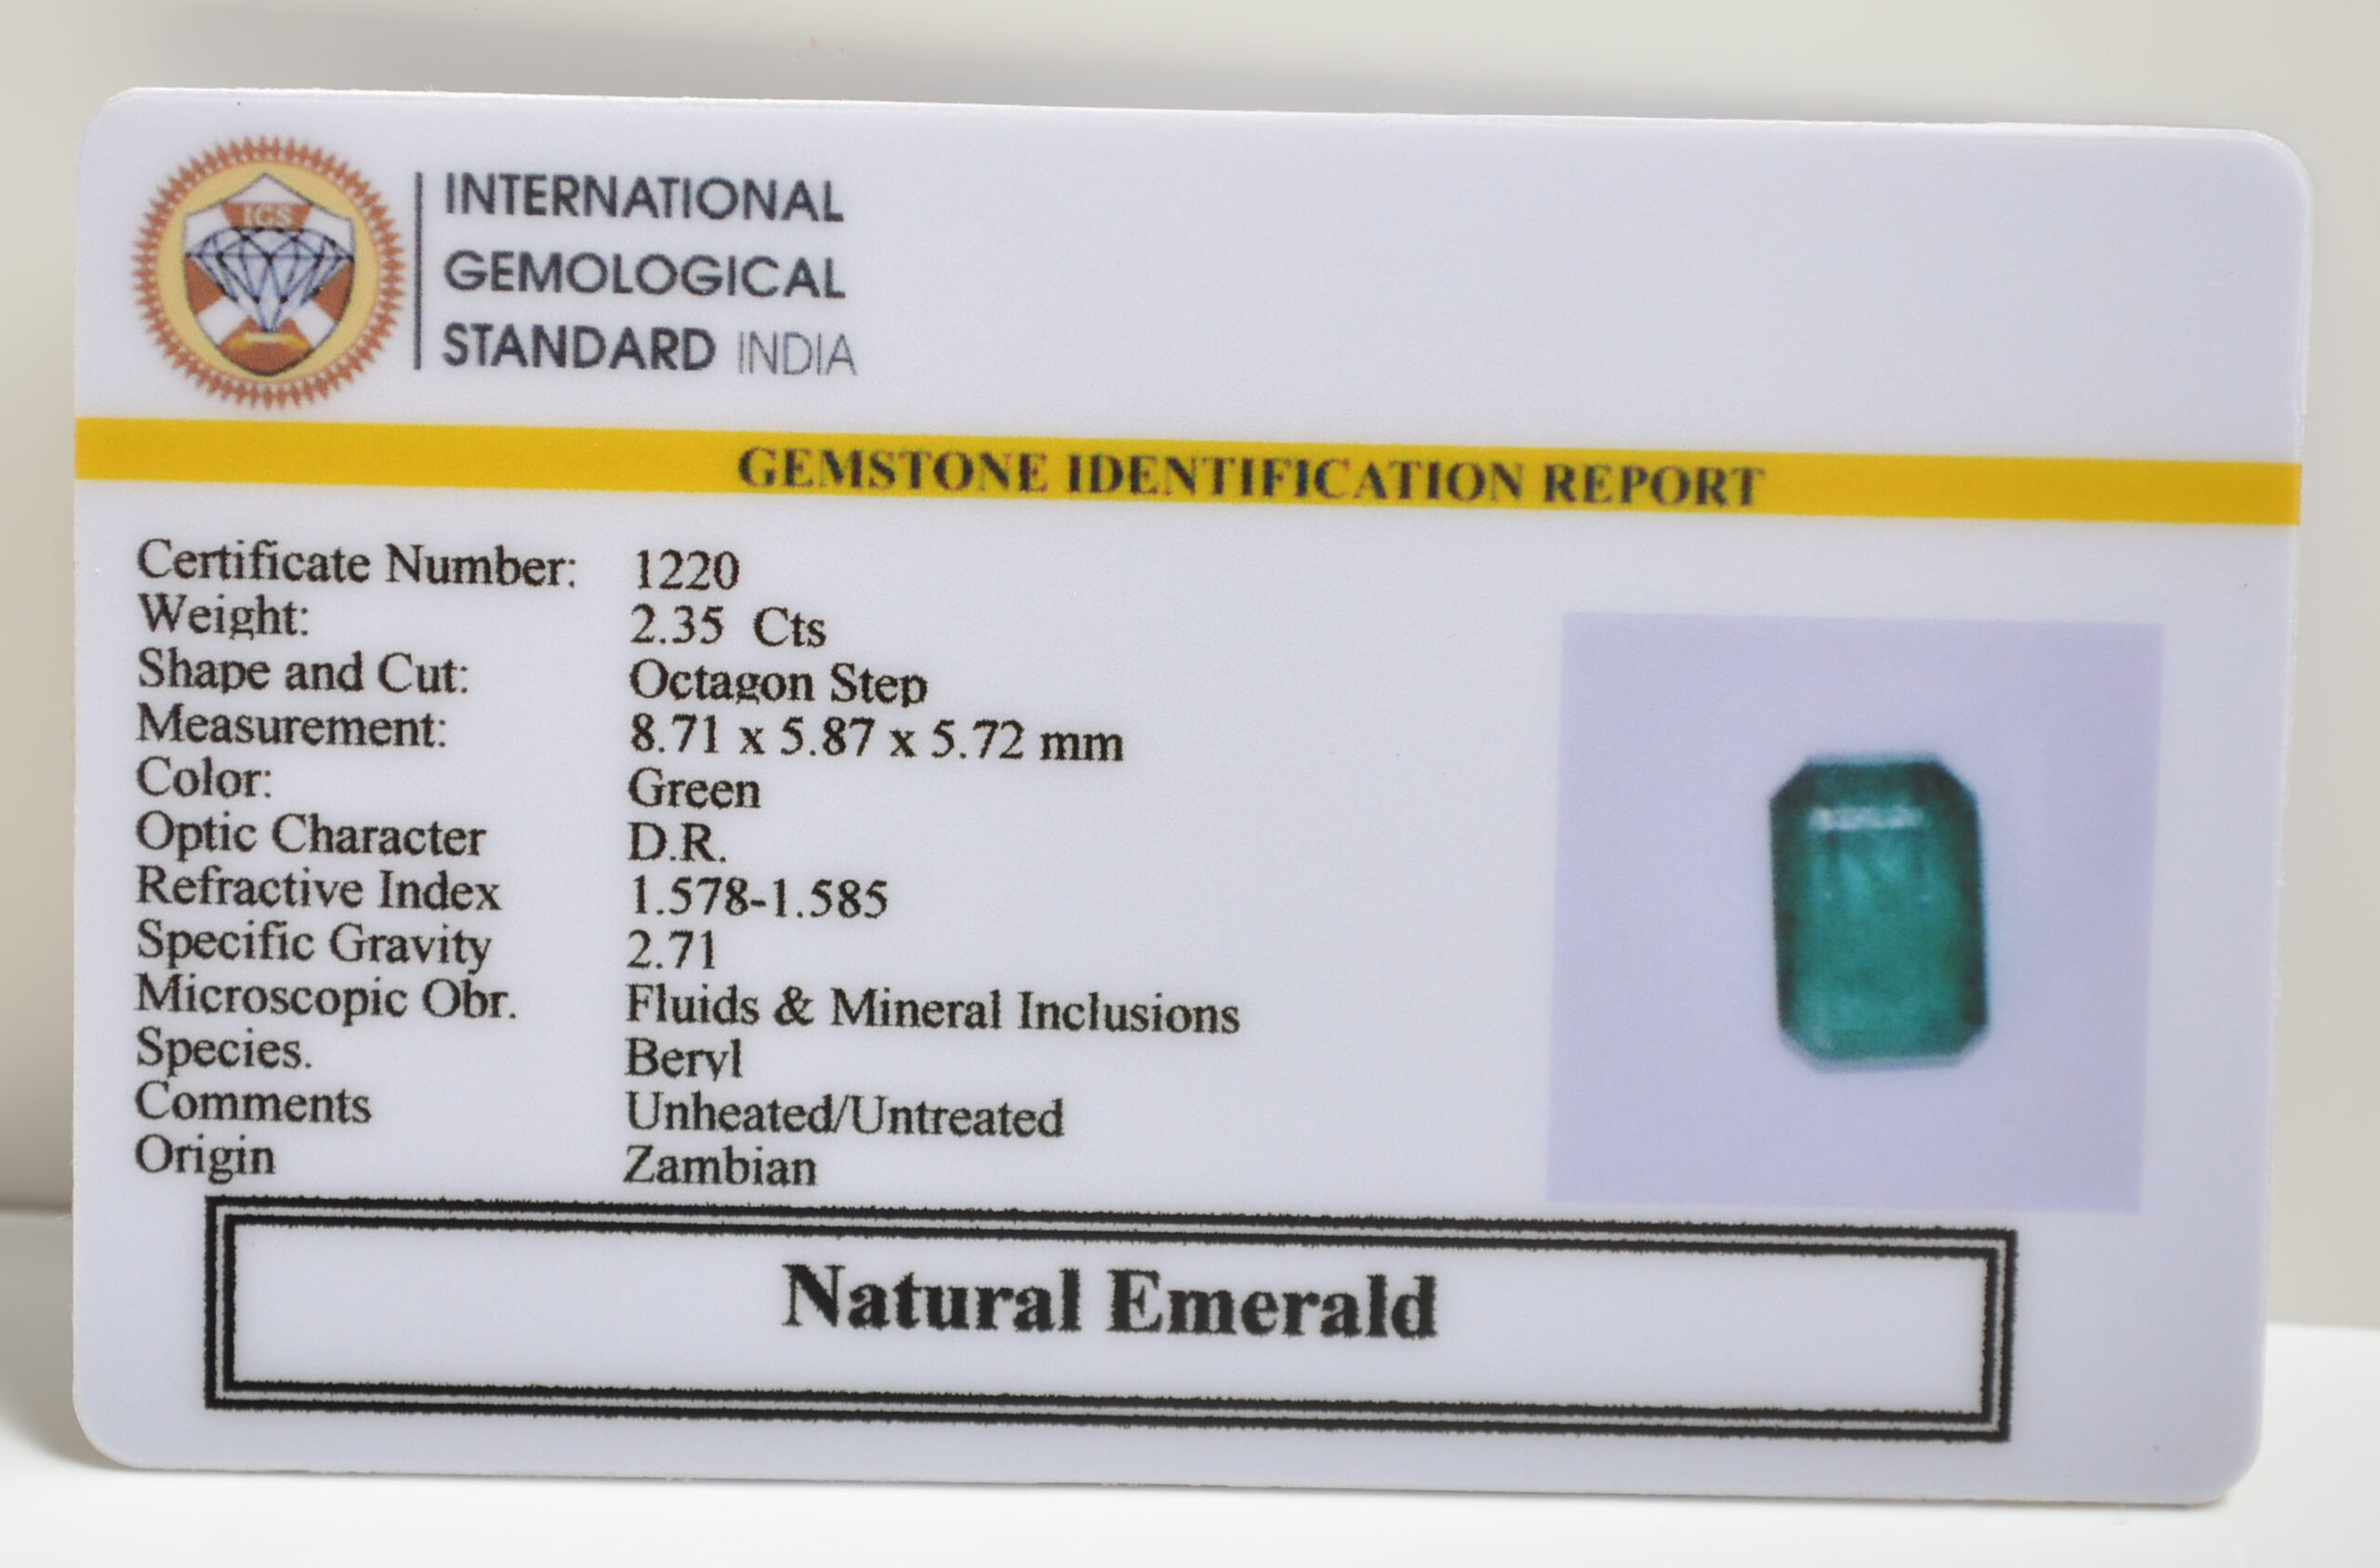 IGS
INTERNATIONAL
GEMOLOGICAL
STANDARD INDIA
GEMSTONE IDENTIFICATION REPORT
Certificate Number: 1220
Weight: 2.35 Cts
Shape and Cut: Octagon Step
Measurement: 8.71 x 5.87 x 5.72 mm
Color: Green
Optic Character D.R.
Refractive Index 1.578-1.585
Specific Gravity 2.71
Microscopic Obr. Fluids & Mineral Inclusions
Species. Beryl
Comments Unheated/Untreated
Origin Zambian
Natural Emerald